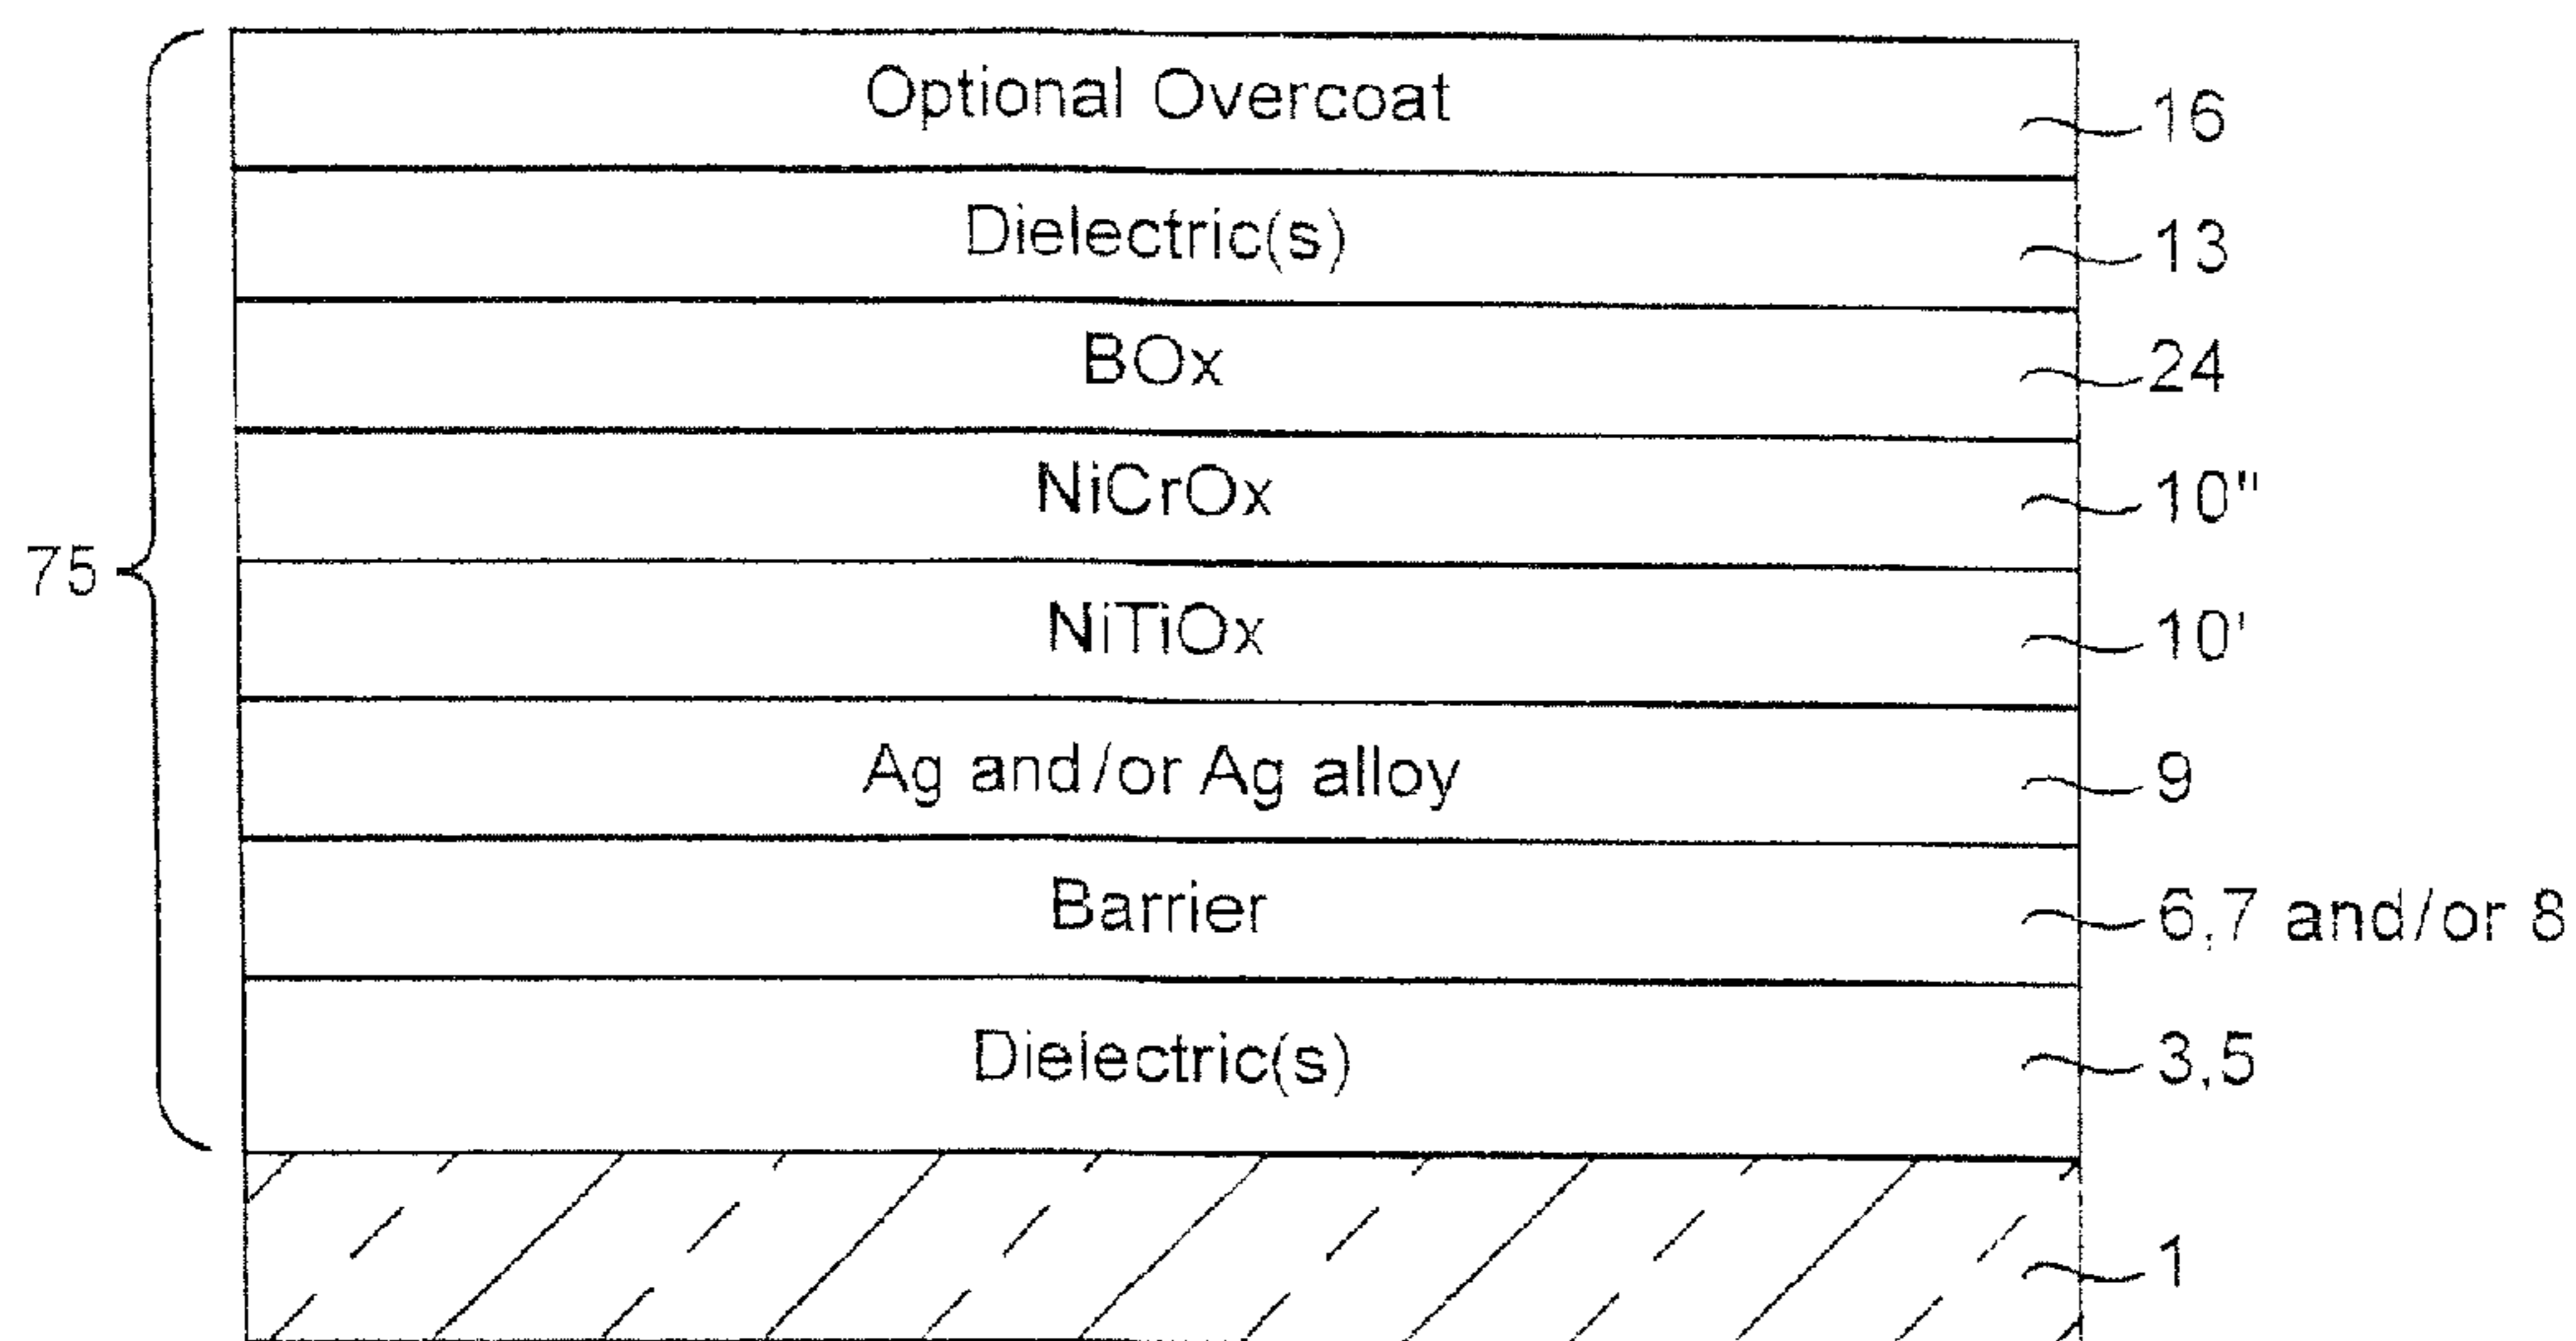 Optional Overcoat 16
Dielectric(s) 13
BOx 24
NiCrOx 10"
75
NiTiOx 10'
Ag and/or Ag alloy 9
Barrier 6,7 and/or 8
Dielectric(s) 3,5
1